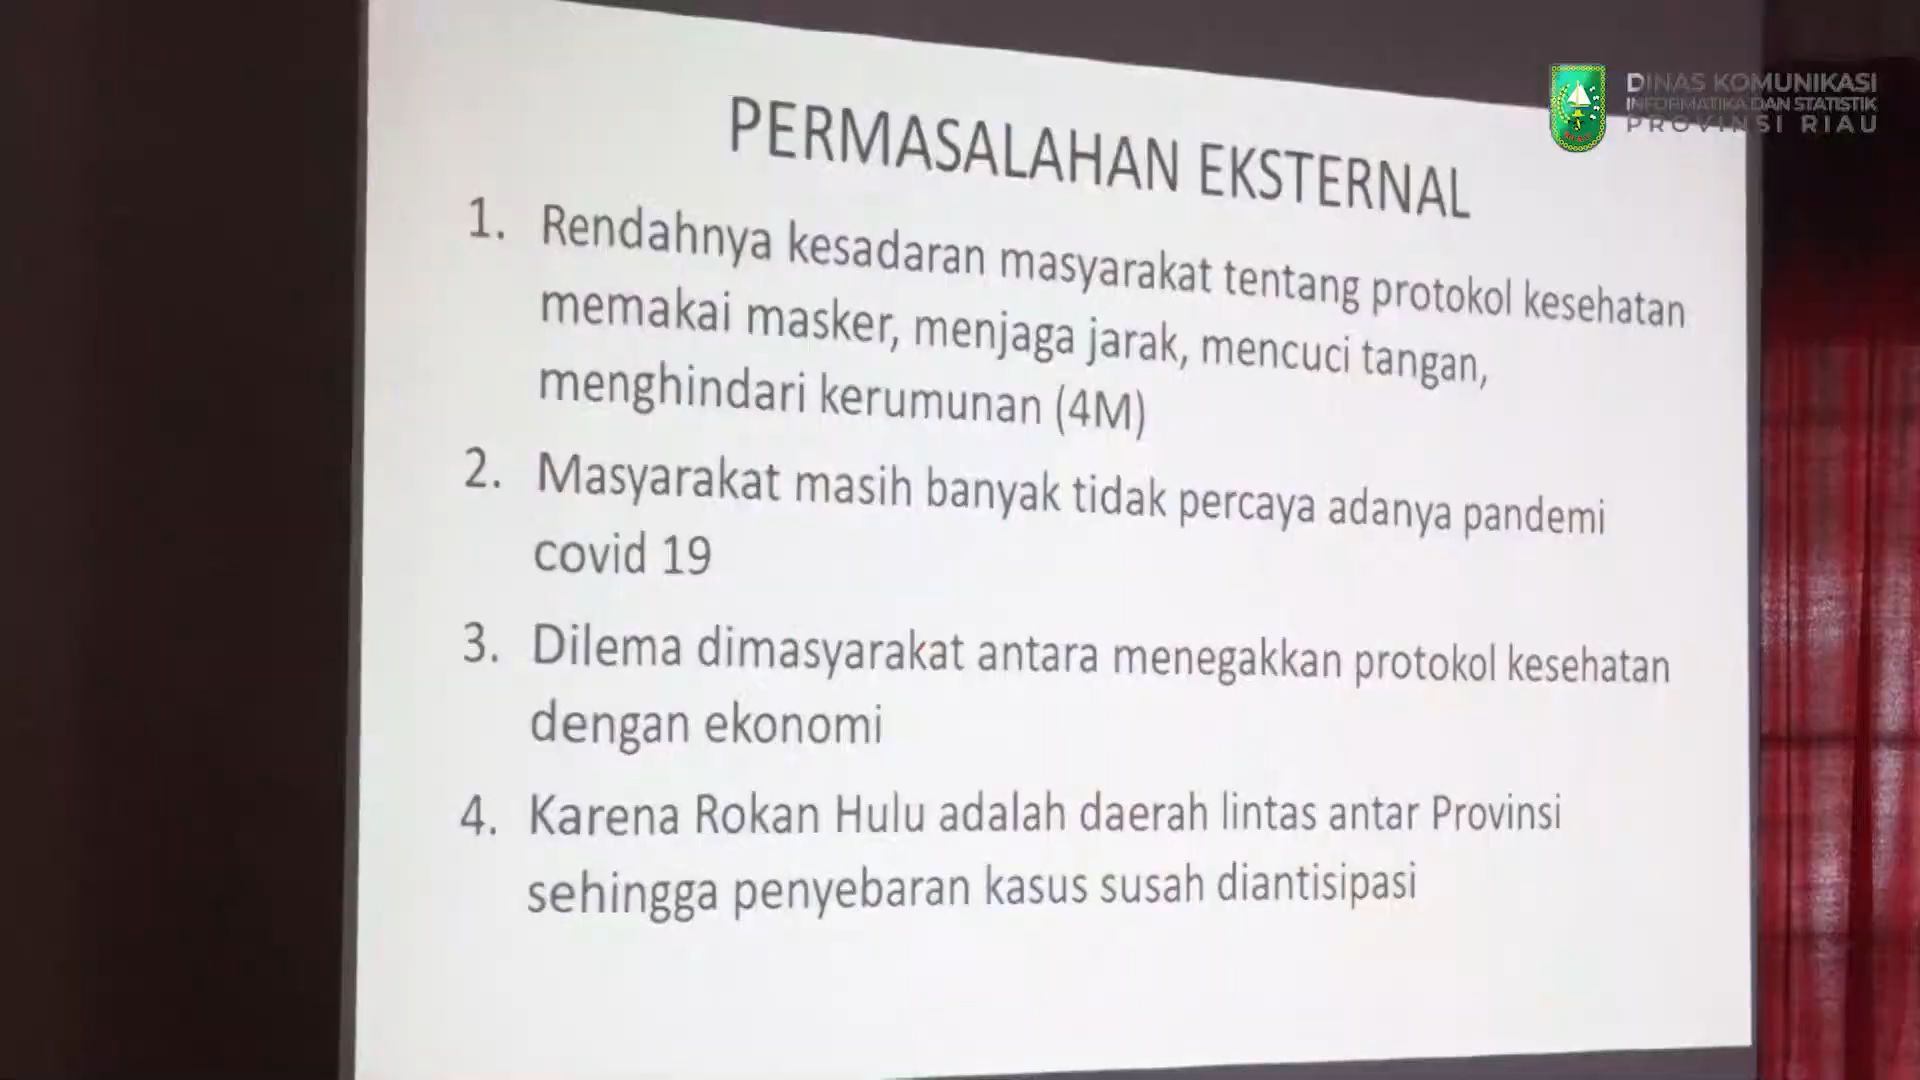 DINAS KOMUNIKASI
INFORMATIKA DAN STATISTIK
PROVINSI RIAU
PERMASALAHAN EKSTERNAL
1. Rendahnya kesadaran masyarakat tentang protokol kesehatan
memakai masker, menjaga jarak, mencuci tangan,
menghindari kerumunan (4M)
2. Masyarakat masih banyak tidak percaya adanya pandemi
covid 19
3. Dilema dimasyarakat antara menegakkan protokol kesehatan
dengan ekonomi
4. Karena Rokan Hulu adalah daerah lintas antar Provinsi
sehingga penyebaran kasus susah diantisipasi